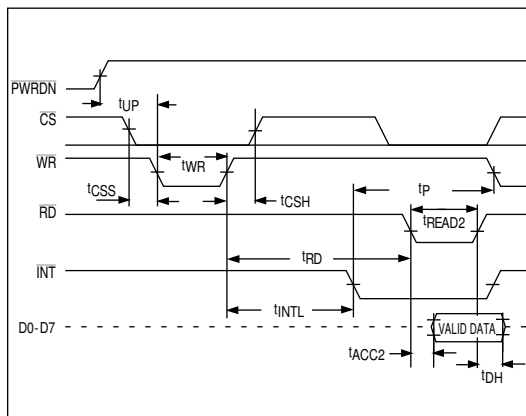 PWRDN
tUP
CS
WR
tWR
tCSS
tCSH
tP
RD
tREAD2
tRD
INT
tINTL
D0-D7
VALID DATA
tACC2
tDH